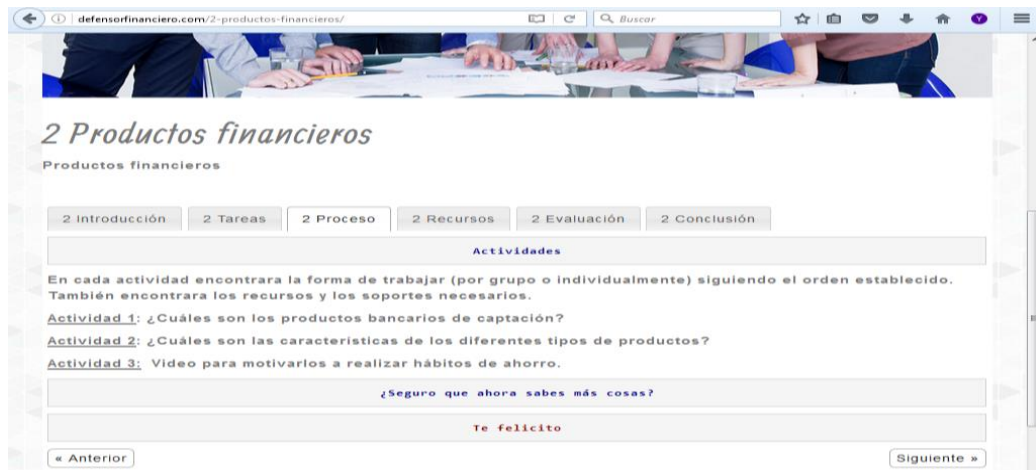 defensorfinanciero.com/2-productos-financieros/
Buscar
Y
2 Productos financieros
Productos financieros
2 Introducción
2 Tareas
2 Proceso
2 Recursos
2 Evaluación
2 Conclusión
Actividades
En cada actividad encontrara la forma de trabajar (por grupo o individualmente) siguiendo el orden establecido.
También encontrara los recursos y los soportes necesarios.
Actividad 1: ¿Cuáles son los productos bancarios de captación?
Actividad 2: ¿Cuáles son las características de los diferentes tipos de productos?
Actividad 3: Video para motivarlos a realizar hábitos de ahorro.
¿Seguro que ahora sabes más cosas?
Te felicito
« Anterior
Siguiente »